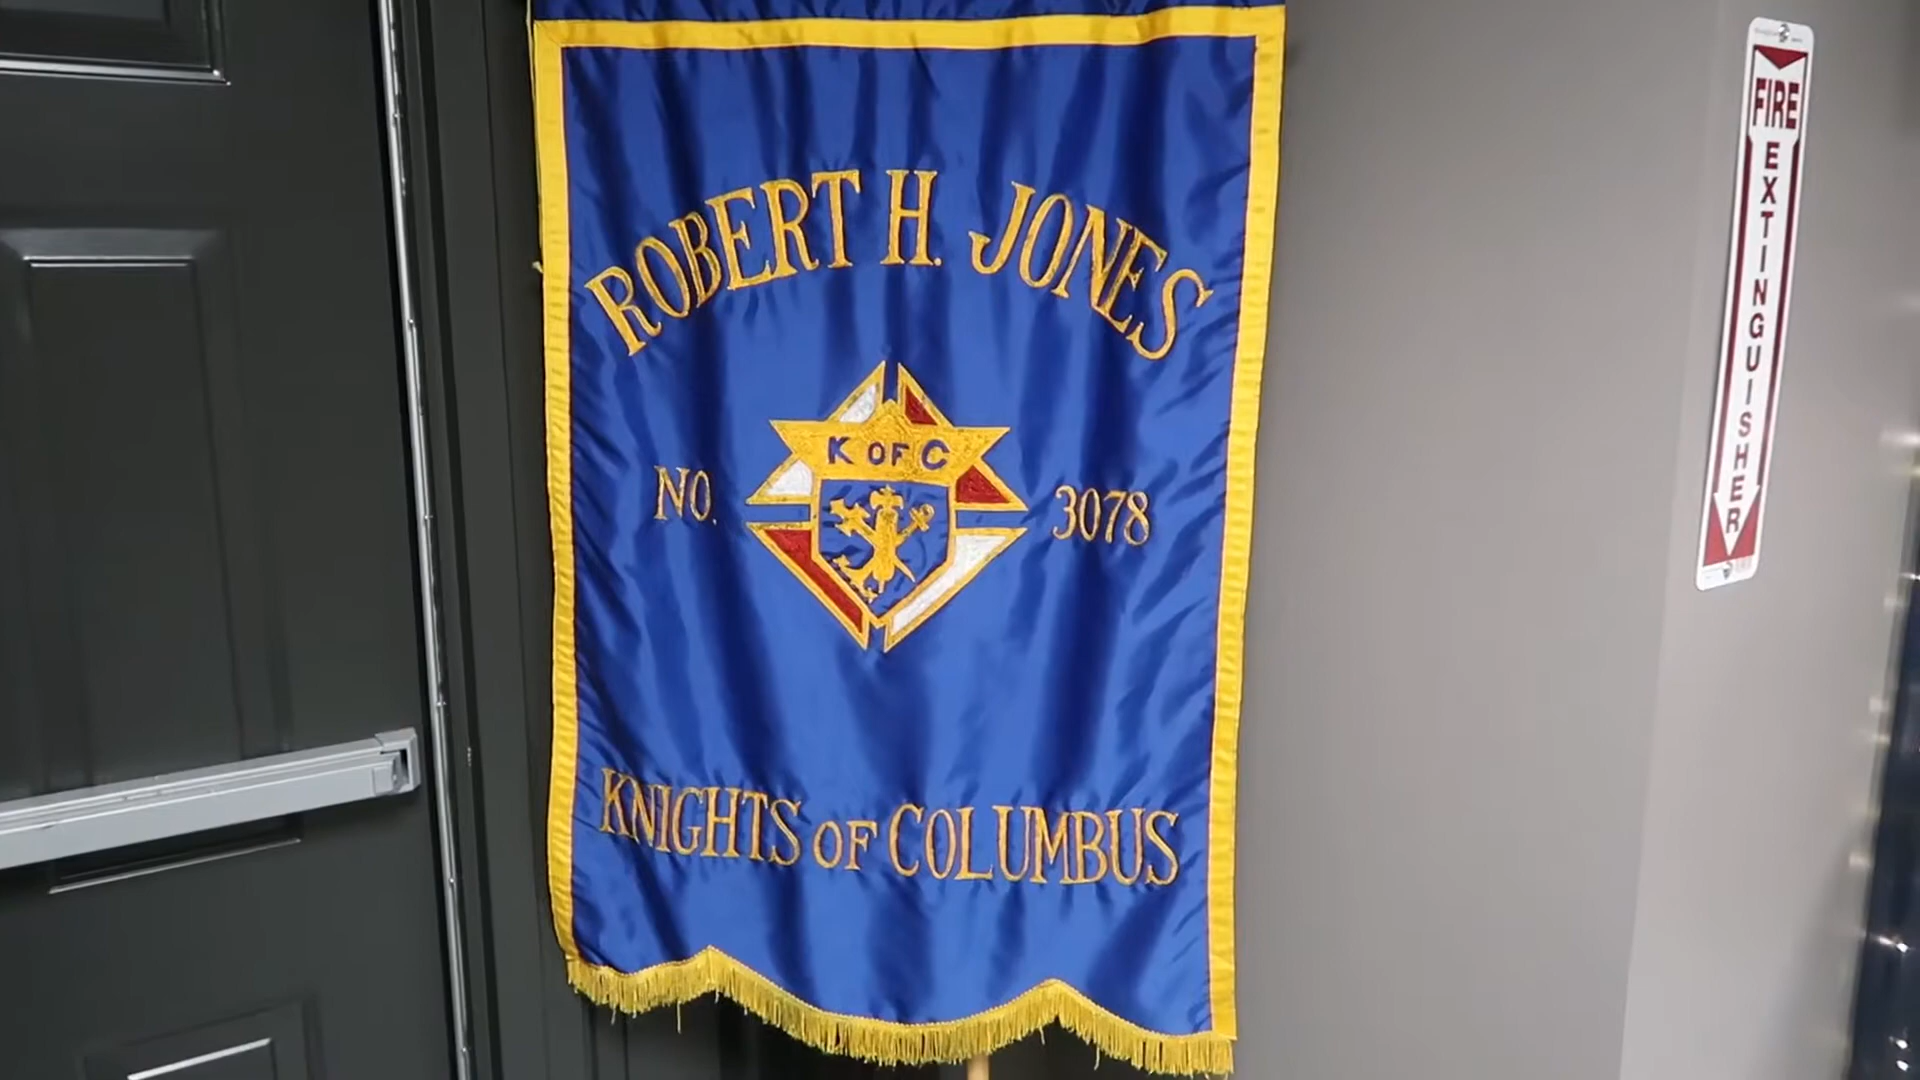 ROBERT H. JONES
K OF C
NO. 3078
KNIGHTS OF COLUMBUS
FIRE
EXTINGUISHER